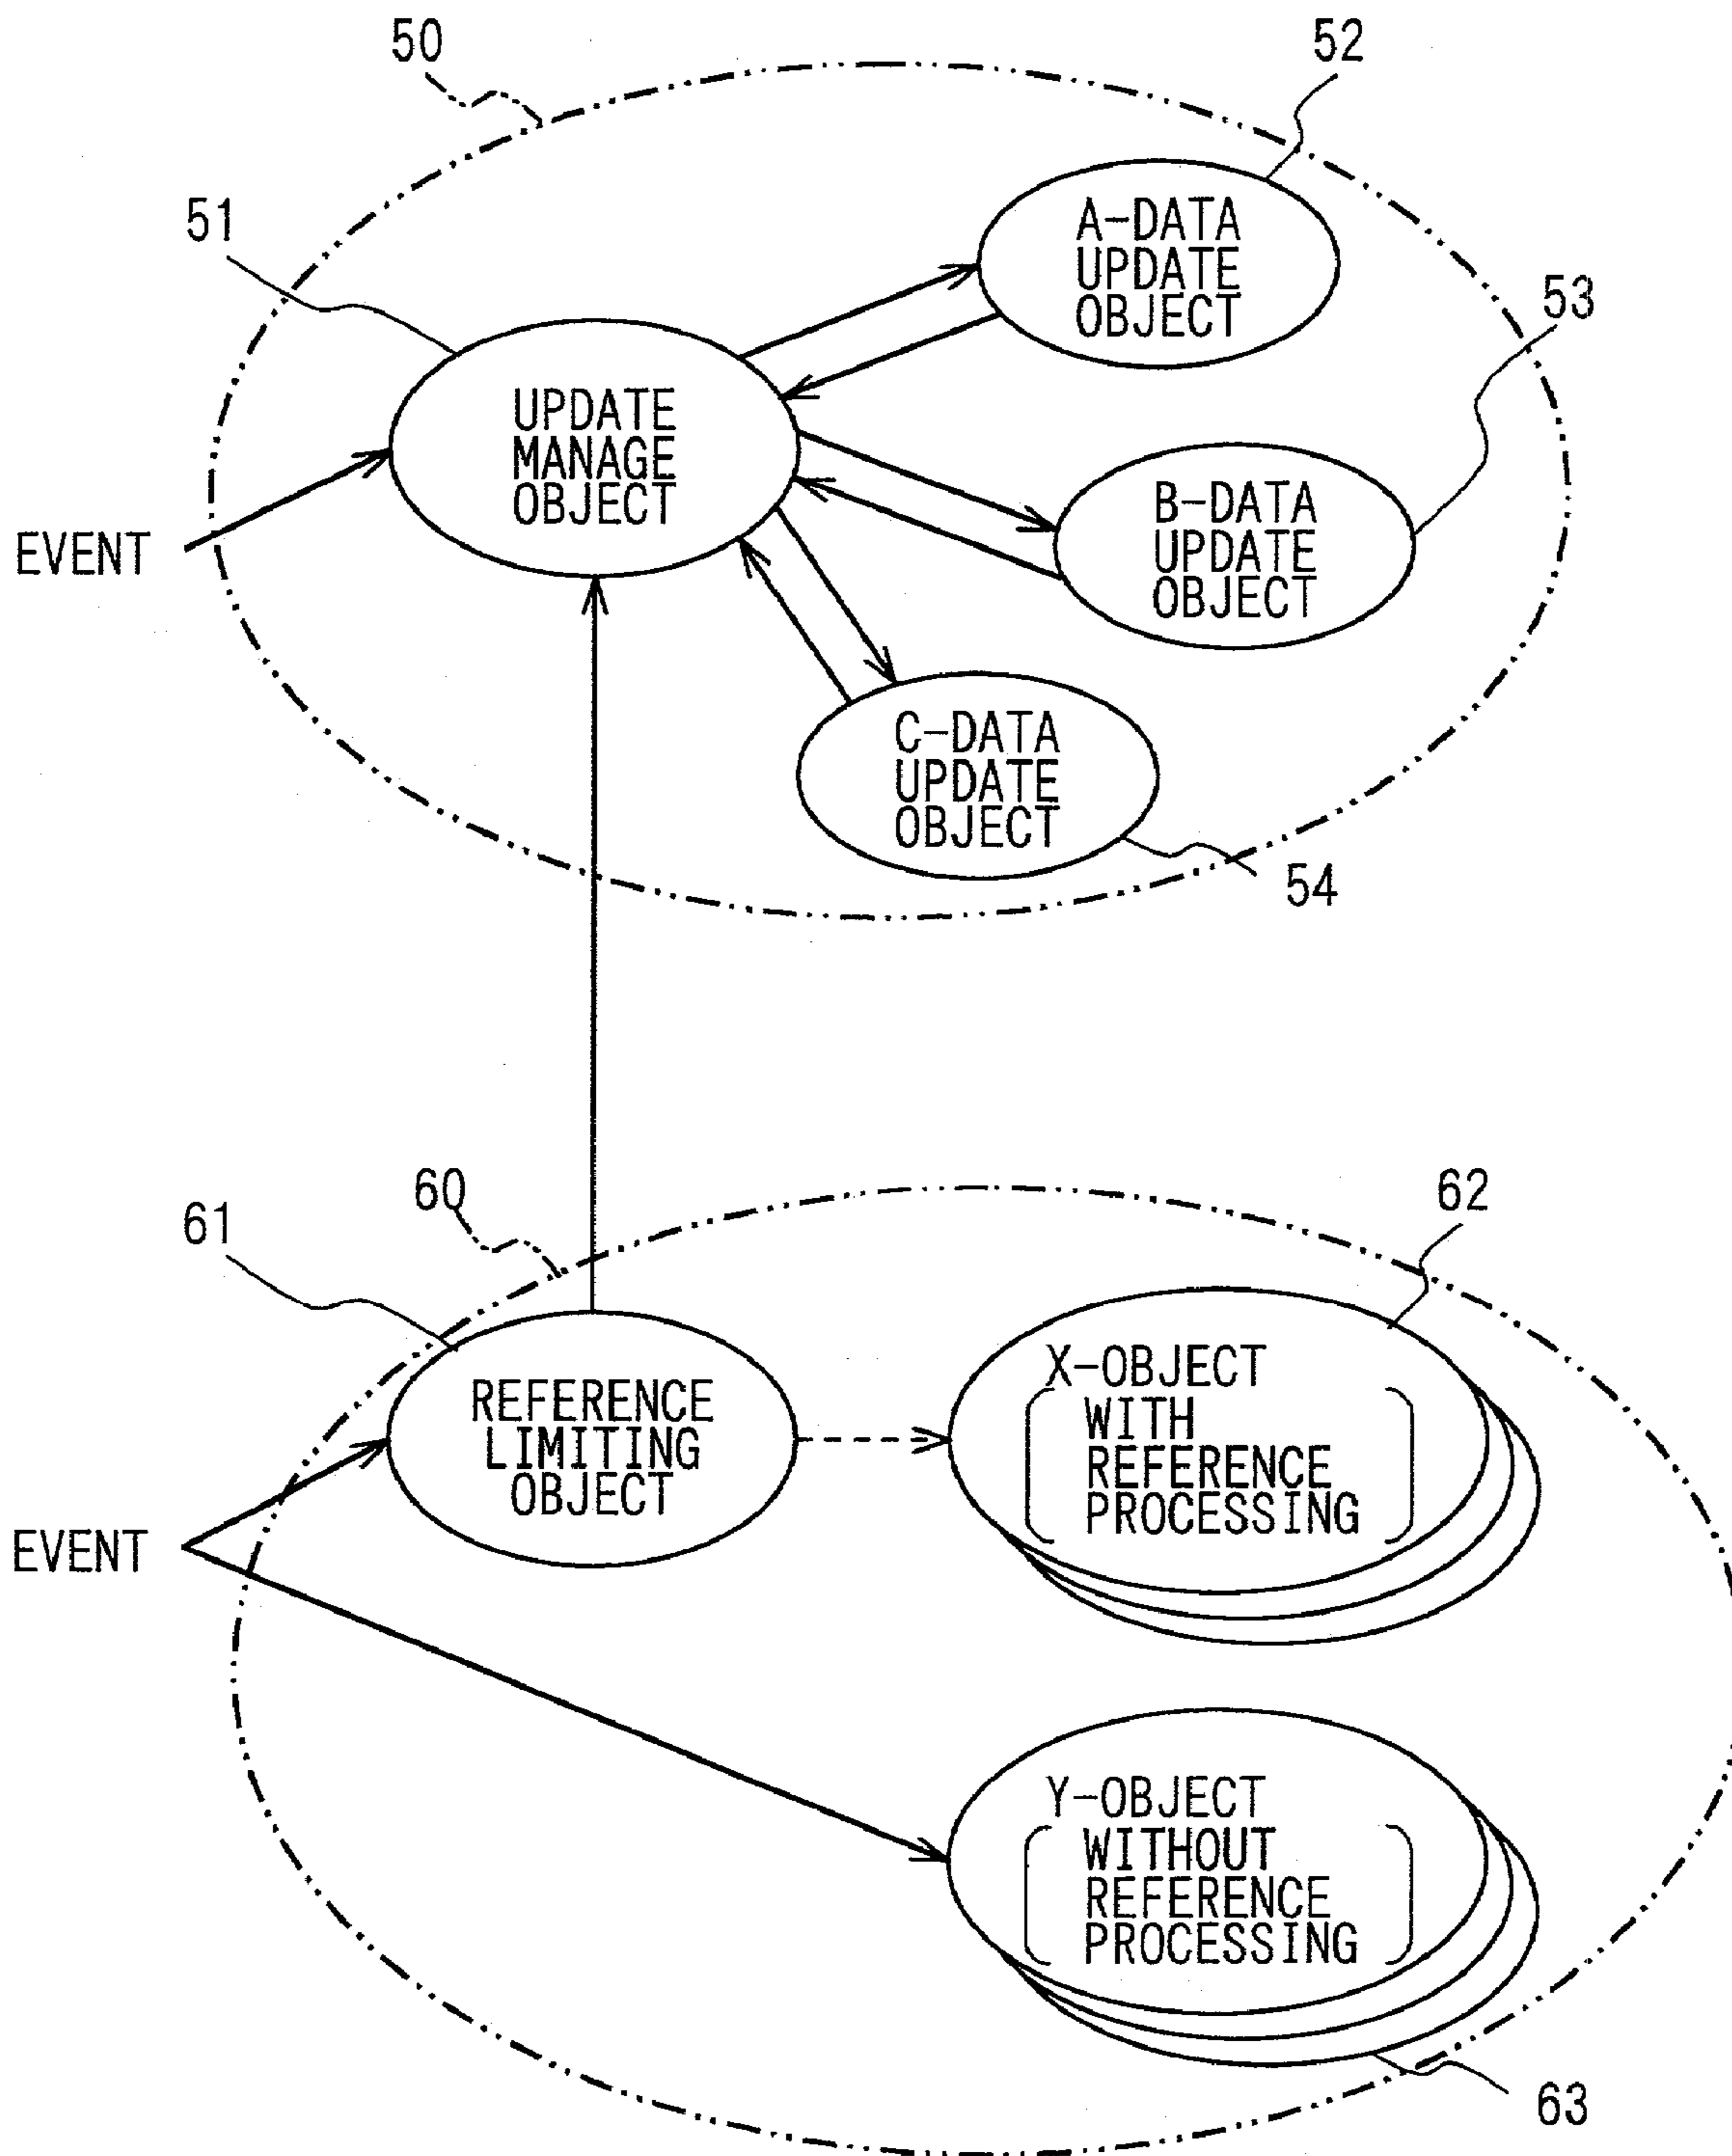 50
52
51
A-DATA
UPDATE
OBJECT
53
UPDATE
MANAGE
OBJECT
B-DATA
UPDATE
OBJECT
EVENT
C-DATA
UPDATE
OBJECT
54
60
62
61
X-OBJECT
WITH
REFERENCE
PROCESSING
REFERENCE
LIMITING
OBJECT
EVENT
Y-OBJECT
WITHOUT
REFERENCE
PROCESSING
63